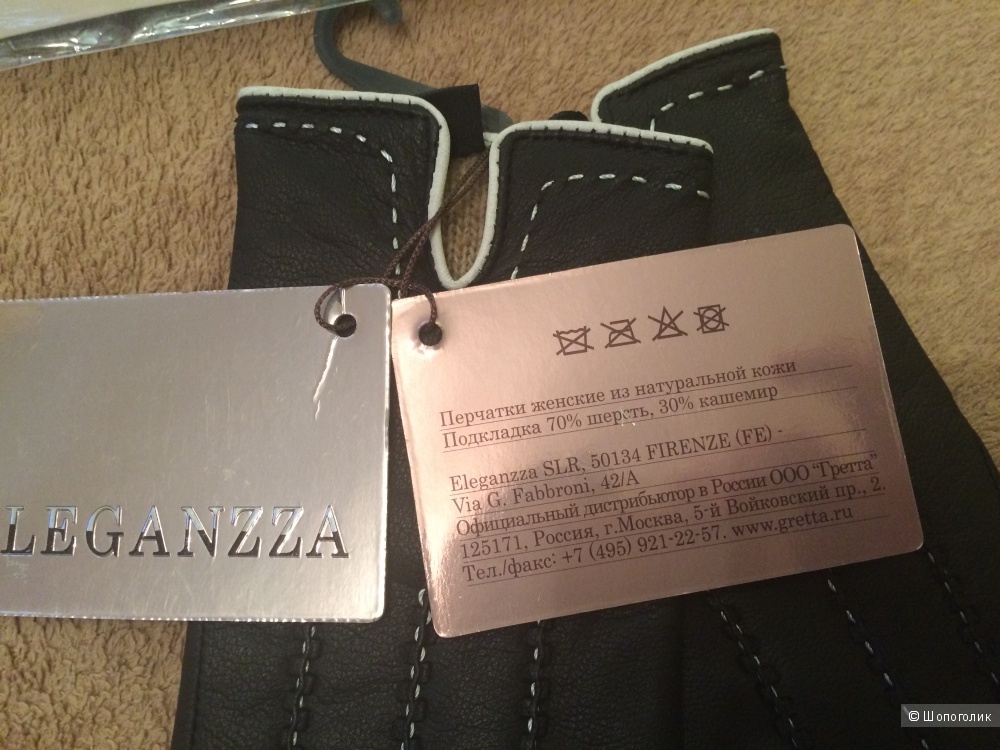 LEGANZZA
Перчатки женские из натуральной кожи
Подкладка 70% шерсть, 30% кашемир
Eleganzza SLR, 50134 FIRENZE (FE) -
Via G. Fabbroni, 42/A
Официальный дистрибьютор в России ООО “Гретта”
125171, Россия, г.Москва, 5-й Войковский пр., 2.
Тел./факс: +7 (495) 921-22-57. www.gretta.ru
© Шопоголик